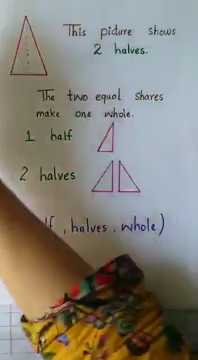 This picture shows
2 halves.
The two equal shares
make one whole.
1 half
2 halves
, halves, whole)